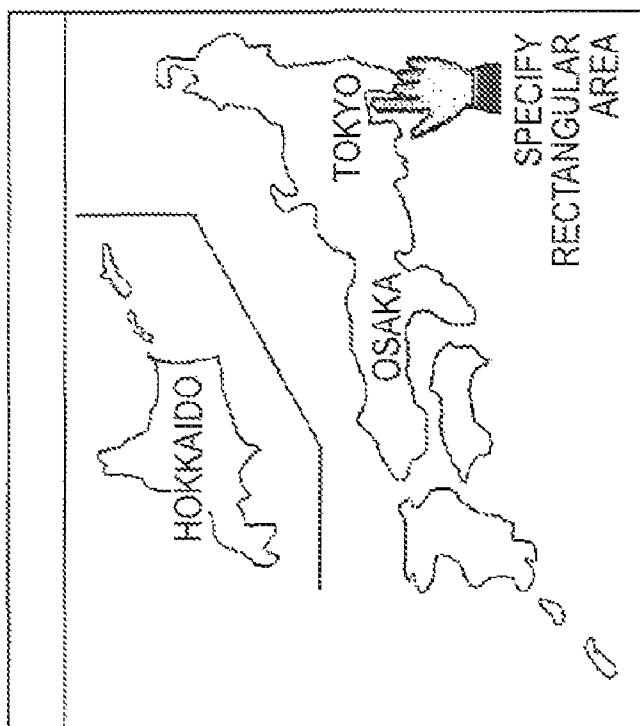 HOKKAIDO
TOKYO
OSAKA
SPECIFY
RECTANGULAR
AREA